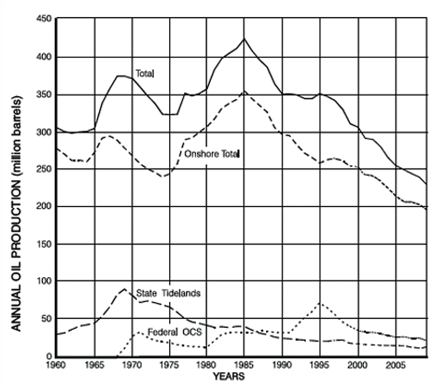 ANNUAL OIL PRODUCTION (million barrels)
450
400
350
300
250
200
150
100
50
0
Total
Onshore Total
State Tidelands
Federal OCS
1960 1965 1970 1975 1980 1985 1990 1995 2000 2005
YEARS